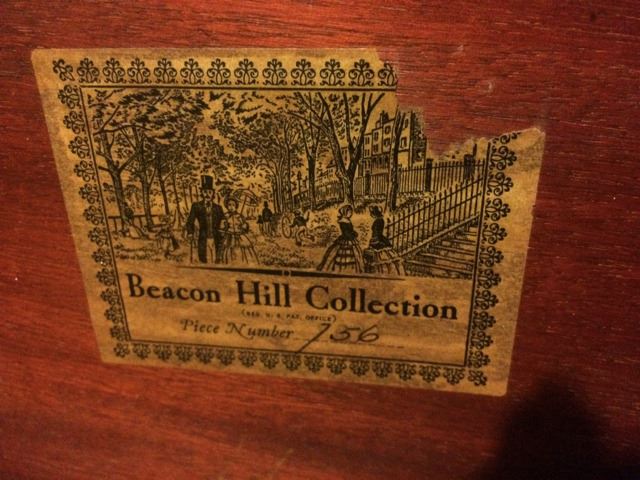 Beacon Hill Collection
(REG. U. S. PAT. OFFICE)
Piece Number 756